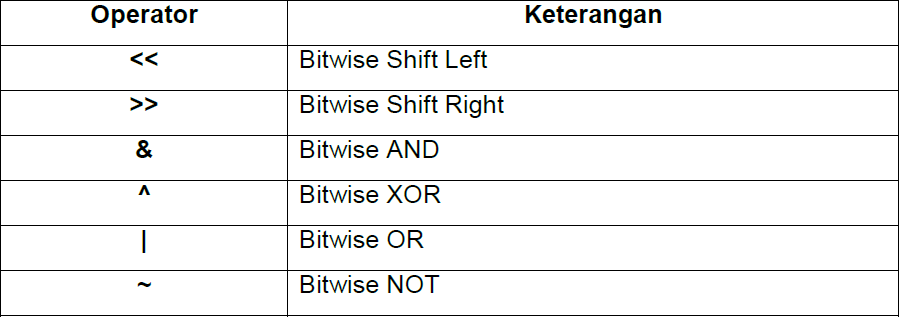 Operator Keterangan
<< Bitwise Shift Left
>> Bitwise Shift Right
& Bitwise AND
^ Bitwise XOR
| Bitwise OR
~ Bitwise NOT